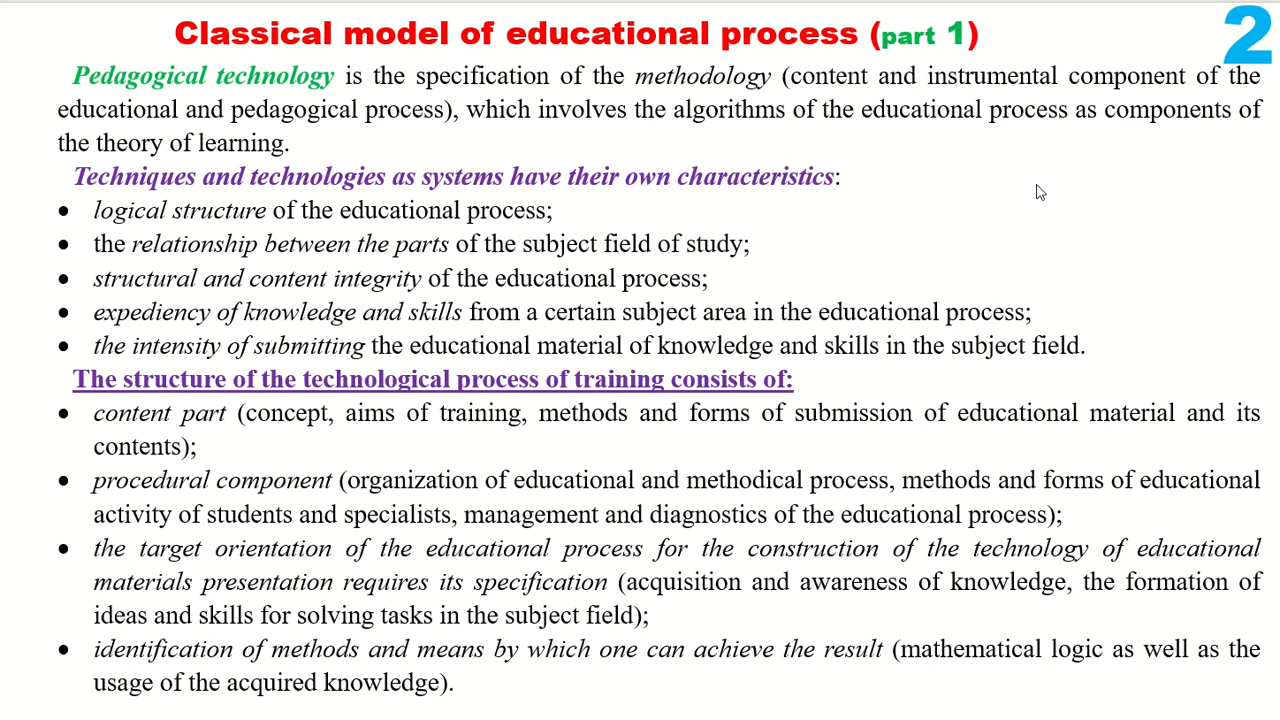 Classical model of educational process (part 1)
2
Pedagogical technology is the specification of the methodology (content and instrumental component of the
educational and pedagogical process), which involves the algorithms of the educational process as components of
the theory of learning.
Techniques and technologies as systems have their own characteristics:
• logical structure of the educational process;
• the relationship between the parts of the subject field of study;
• structural and content integrity of the educational process;
• expediency of knowledge and skills from a certain subject area in the educational process;
• the intensity of submitting the educational material of knowledge and skills in the subject field.
The structure of the technological process of training consists of:
• content part (concept, aims of training, methods and forms of submission of educational material and its
contents);
• procedural component (organization of educational and methodical process, methods and forms of educational
activity of students and specialists, management and diagnostics of the educational process);
• the target orientation of the educational process for the construction of the technology of educational
materials presentation requires its specification (acquisition and awareness of knowledge, the formation of
ideas and skills for solving tasks in the subject field);
• identification of methods and means by which one can achieve the result (mathematical logic as well as the
usage of the acquired knowledge).